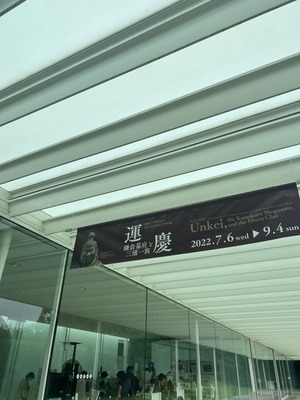 運慶
鎌倉幕府と
三浦一族
Unkei, the Kamakura Shogunate,
and the Miura Clan
2022.7.6 wed ▶ 9.4 sun